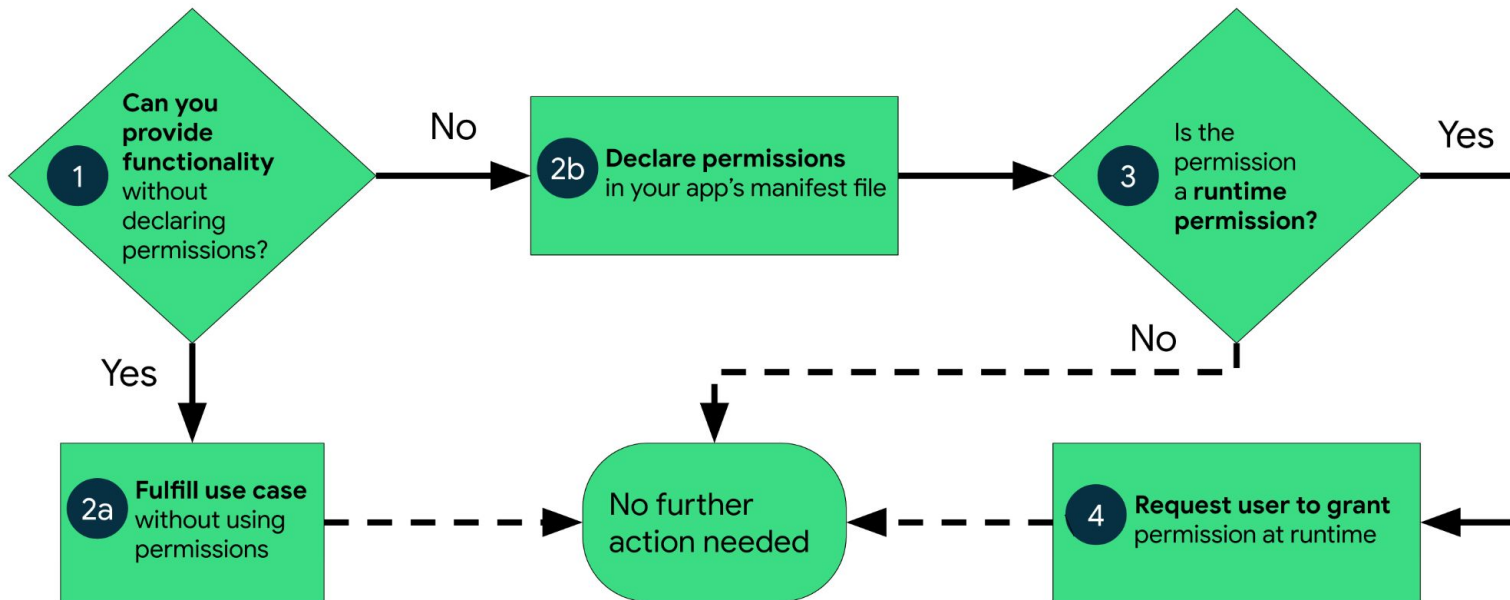 1
Can you
provide
functionality
without
declaring
permissions?
No
2b
Declare permissions
in your app's manifest file
3
Is the
permission
a runtime
permission?
Yes
No
Yes
2a
Fulfill use case
without using
permissions
No further
action needed
4
Request user to grant
permission at runtime